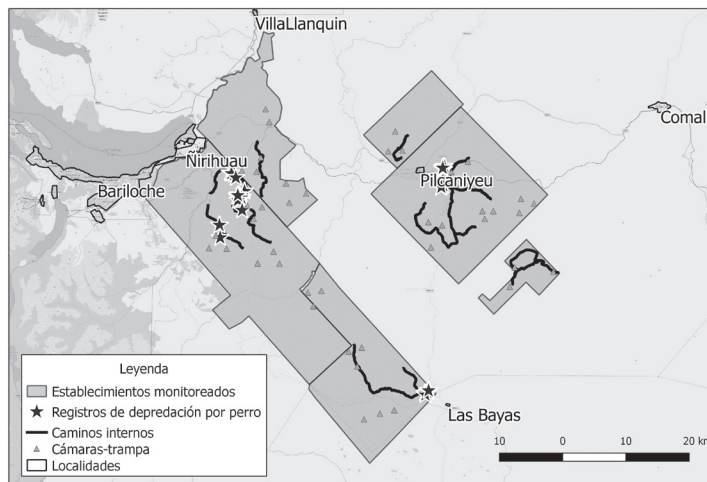 VillaLlanquin
Comal
Ñirihuau
Pilcaniyeu
Bariloche
Las Bayas
Leyenda
Establecimientos monitoreados
Registros de depredación por perro
Caminos internos
Cámaras-trampa
Localidades
10 0 10 20 km